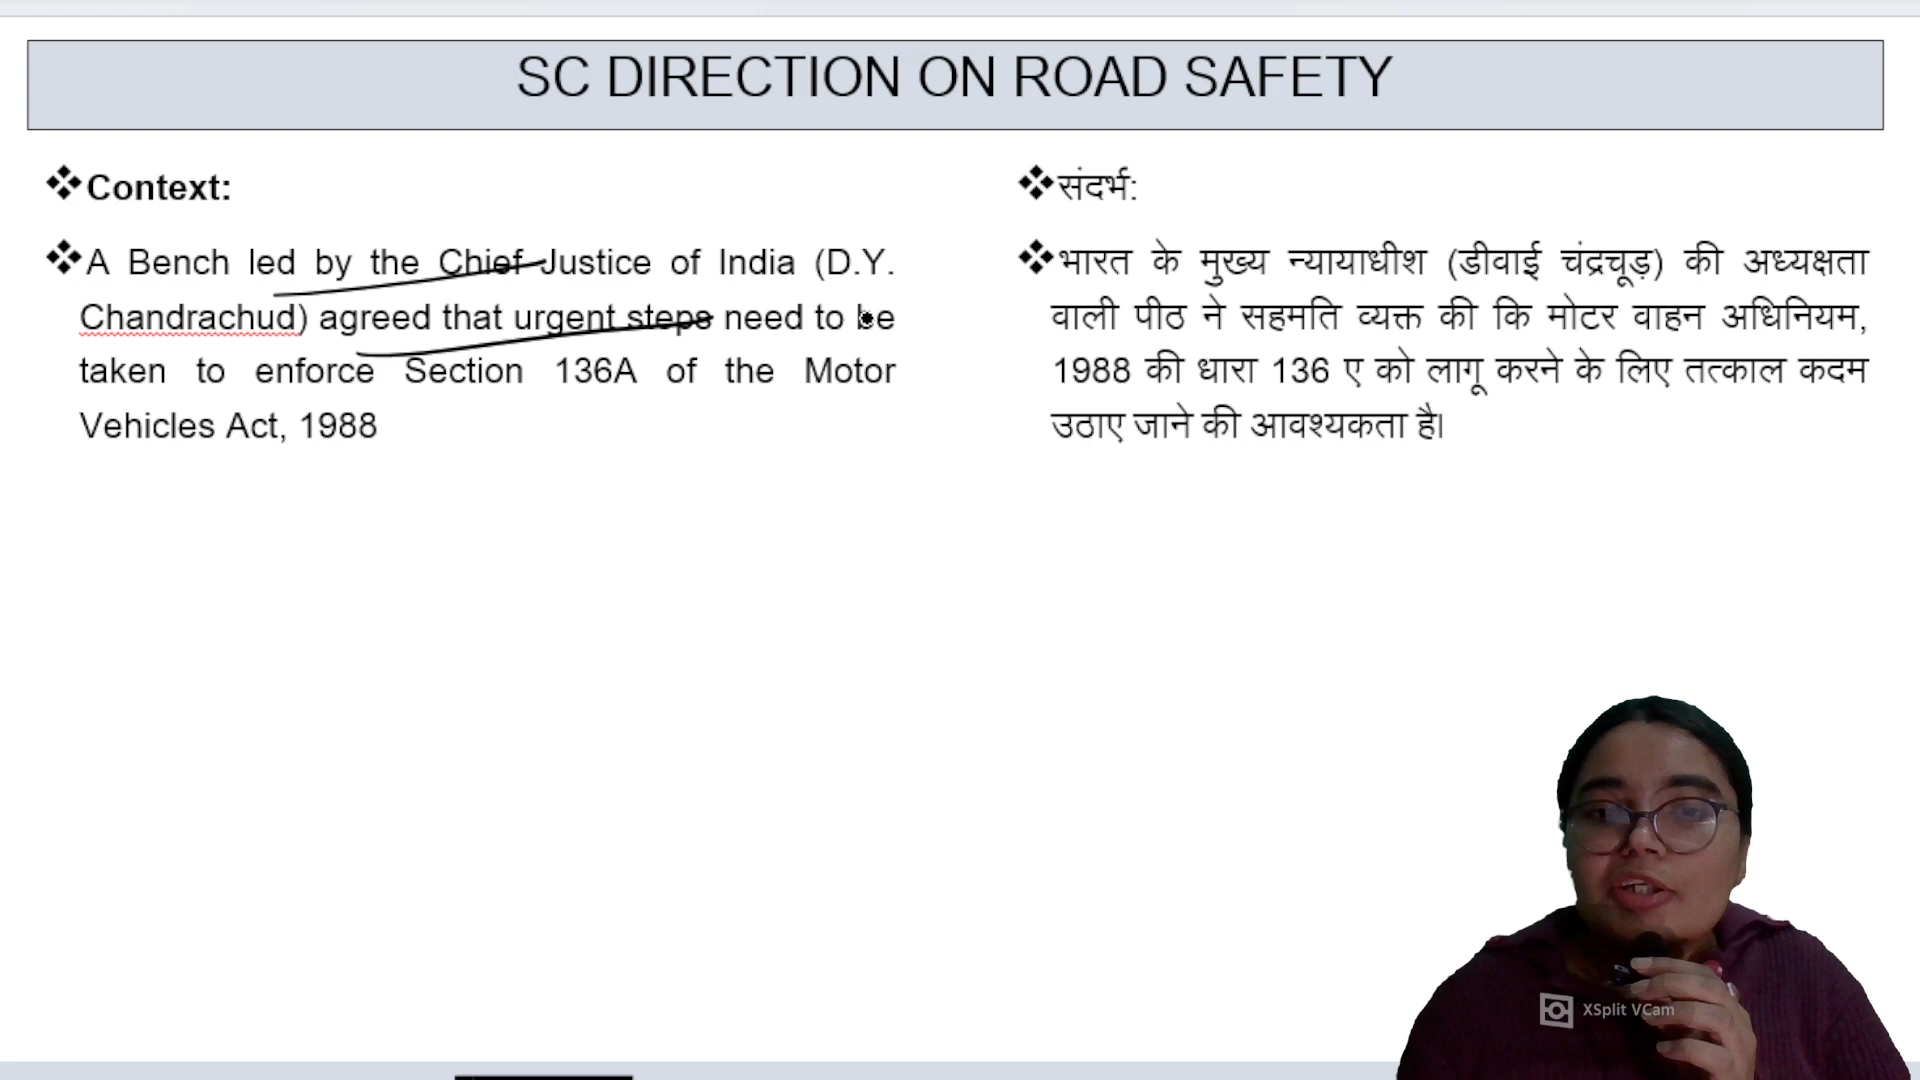 SC DIRECTION ON ROAD SAFETY
❖Context:
❖A Bench led by the Chief Justice of India (D.Y.
Chandrachud) agreed that urgent steps need to be
taken to enforce Section 136A of the Motor
Vehicles Act, 1988
❖संदर्भ:
❖भारत के मुख्य न्यायाधीश (डीवाई चंद्रचूड़) की अध्यक्षता
वाली पीठ ने सहमति व्यक्त की कि मोटर वाहन अधिनियम,
1988 की धारा 136 ए को लागू करने के लिए तत्काल कदम
उठाए जाने की आवश्यकता है।
XSplit VCam